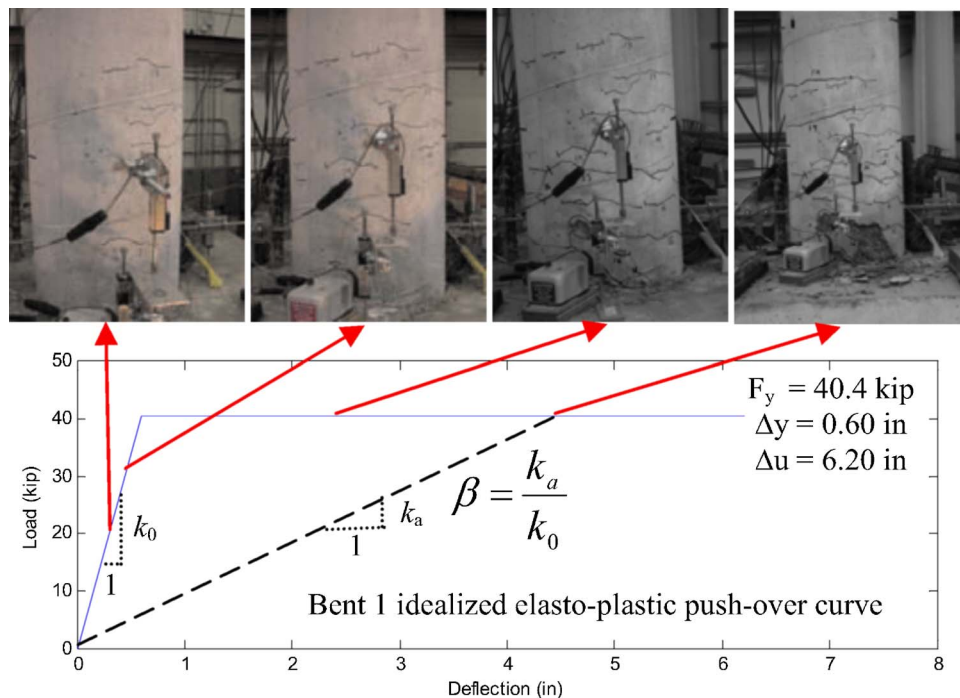 50
40
30
20
10
0
Load (kip)
0
1
2
3
4
5
6
7
8
Deflection (in)
F_y = 40.4 kip
Δy = 0.60 in
Δu = 6.20 in
k_0
1
k_a
1
β = k_a / k_0
Bent 1 idealized elasto-plastic push-over curve